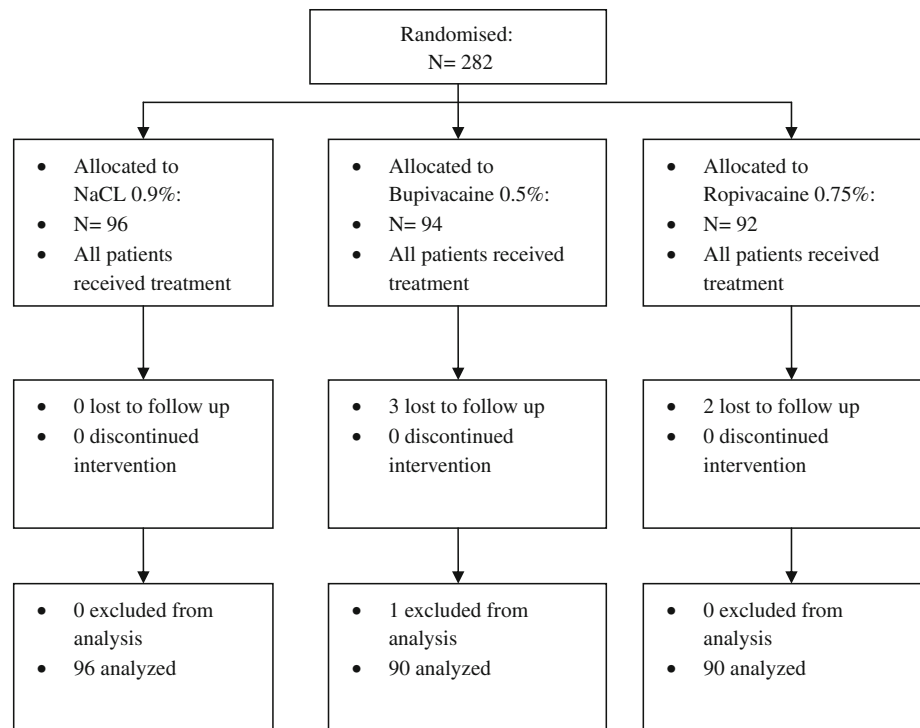 Randomised:
N= 282
• Allocated to
NaCL 0.9%:
• N= 96
• All patients
received treatment
• Allocated to
Bupivacaine 0.5%:
• N= 94
• All patients received
treatment
• Allocated to
Ropivacaine 0.75%:
• N= 92
• All patients received
treatment
• 0 lost to follow up
• 0 discontinued
intervention
• 3 lost to follow up
• 0 discontinued
intervention
• 2 lost to follow up
• 0 discontinued
intervention
• 0 excluded from
analysis
• 96 analyzed
• 1 excluded from
analysis
• 90 analyzed
• 0 excluded from
analysis
• 90 analyzed